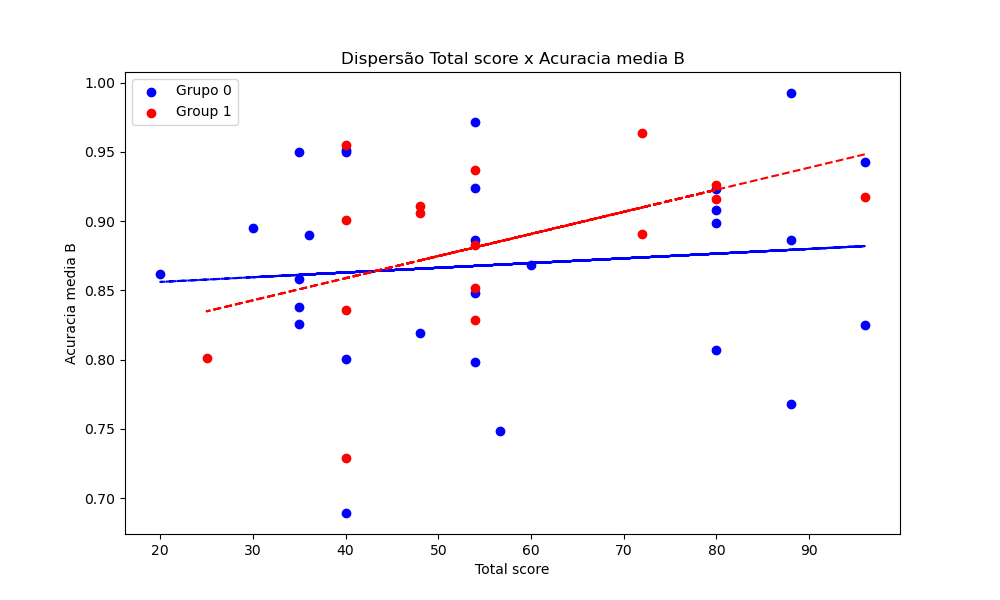 Dispersão Total score x Acuracia media B
Grupo 0
Group 1
1.00
0.95
0.90
0.85
0.80
0.75
0.70
Acuracia media B
20 30 40 50 60 70 80 90
Total score